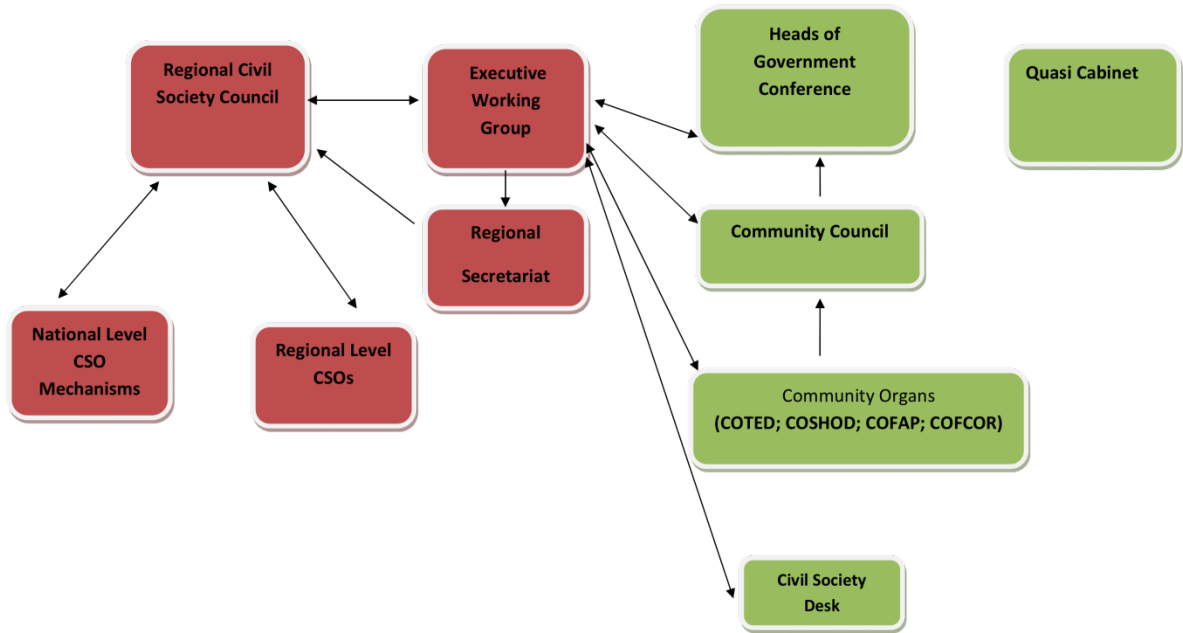 Regional Civil
Society Council
Executive
Working
Group
Heads of
Government
Conference
Quasi Cabinet
Regional
Secretariat
Community Council
National Level
CSO
Mechanisms
Regional Level
CSOs
Community Organs
(COTED; COSHOD; COFAP; COFCOR)
Civil Society
Desk